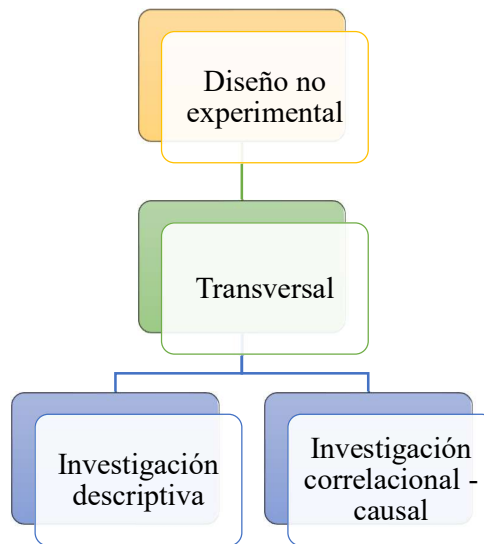 Diseño no
experimental
Transversal
Investigación
descriptiva
Investigación
correlacional -
causal